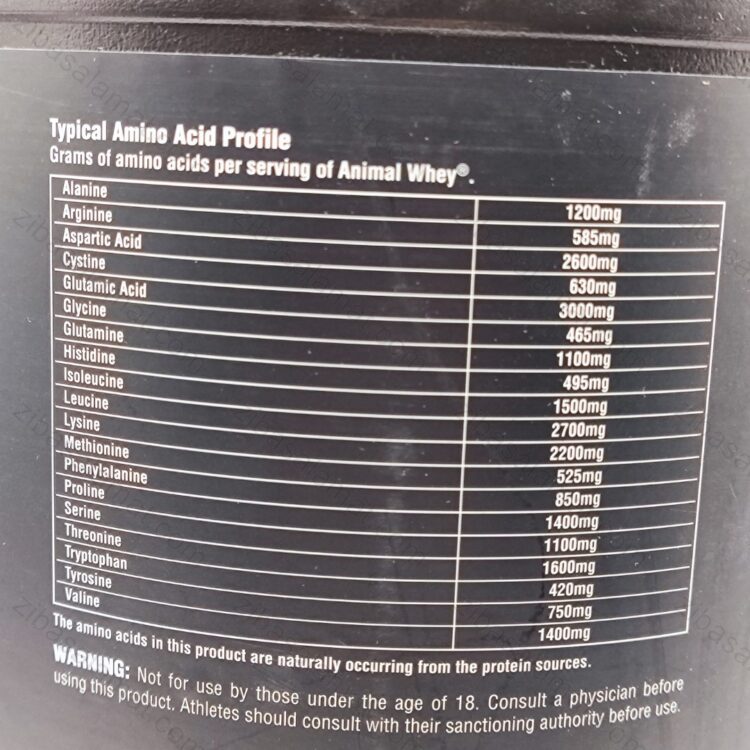 Typical Amino Acid Profile
Grams of amino acids per serving of Animal Whey®.
Alanine 1200mg
Arginine 585mg
Aspartic Acid 2600mg
Cystine 630mg
Glutamic Acid 3000mg
Glycine 465mg
Glutamine 1100mg
Histidine 495mg
Isoleucine 1500mg
Leucine 2700mg
Lysine 2200mg
Methionine 525mg
Phenylalanine 850mg
Proline 1400mg
Serine 1100mg
Threonine 1600mg
Tryptophan 420mg
Tyrosine 750mg
Valine 1400mg
The amino acids in this product are naturally occurring from the protein sources.
WARNING: Not for use by those under the age of 18. Consult a physician before
using this product. Athletes should consult with their sanctioning authority before use.